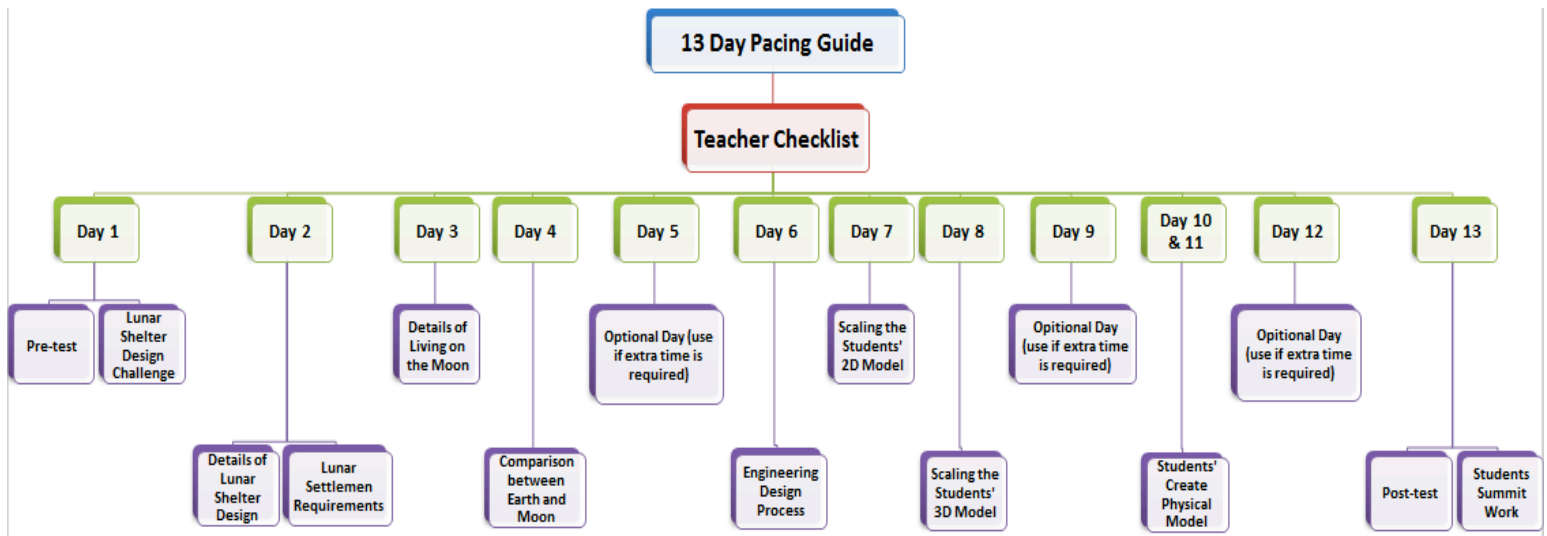 13 Day Pacing Guide
Teacher Checklist
Day 1
Day 2
Day 3
Day 4
Day 5
Day 6
Day 7
Day 8
Day 9
Day 10
& 11
Day 12
Day 13
Pre-test
Lunar
Shelter
Design
Challenge
Details of
Lunar
Shelter
Design
Lunar
Settlemen
Requirements
Details of
Living on
the Moon
Comparison
between
Earth and
Moon
Optional Day (use
if extra time is
required)
Engineering
Design
Process
Scaling the
Students'
2D Model
Scaling the
Students'
3D Model
Opitional Day
(use if extra time
is required)
Students'
Create
Physical
Model
Opitional Day
(use if extra time
is required)
Post-test
Students
Summit
Work